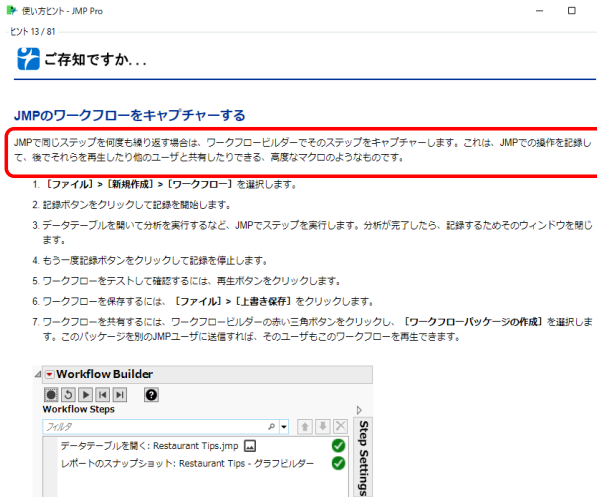 使い方ヒント - JMP Pro
ヒント 13 / 81
ご存知ですか...
JMPのワークフローをキャプチャーする
JMPで同じステップを何度も繰り返す場合は、ワークフロービルダーでそのステップをキャプチャーします。これは、JMPでの操作を記録し
て、後でそれらを再生したり他のユーザと共有したりできる、高度なマクロのようなものです。
1. [ファイル] > [新規作成] > [ワークフロー] を選択します。
2. 記録ボタンをクリックして記録を開始します。
3. データテーブルを開いて分析を実行するなど、JMPでステップを実行します。分析が完了したら、記録するためそのウィンドウを閉じ
ます。
4. もう一度記録ボタンをクリックして記録を停止します。
5. ワークフローをテストして確認するには、再生ボタンをクリックします。
6. ワークフローを保存するには、[ファイル] > [上書き保存] をクリックします。
7. ワークフローを共有するには、ワークフロービルダーの赤い三角ボタンをクリックし、[ワークフローパッケージの作成] を選択しま
す。このパッケージを別のJMPユーザに送信すれば、そのユーザもこのワークフローを再生できます。
Workflow Builder
Workflow Steps
フィルタ
データテーブルを開く: Restaurant Tips.jmp
レポートのスナップショット: Restaurant Tips - グラフビルダー
Step Settings